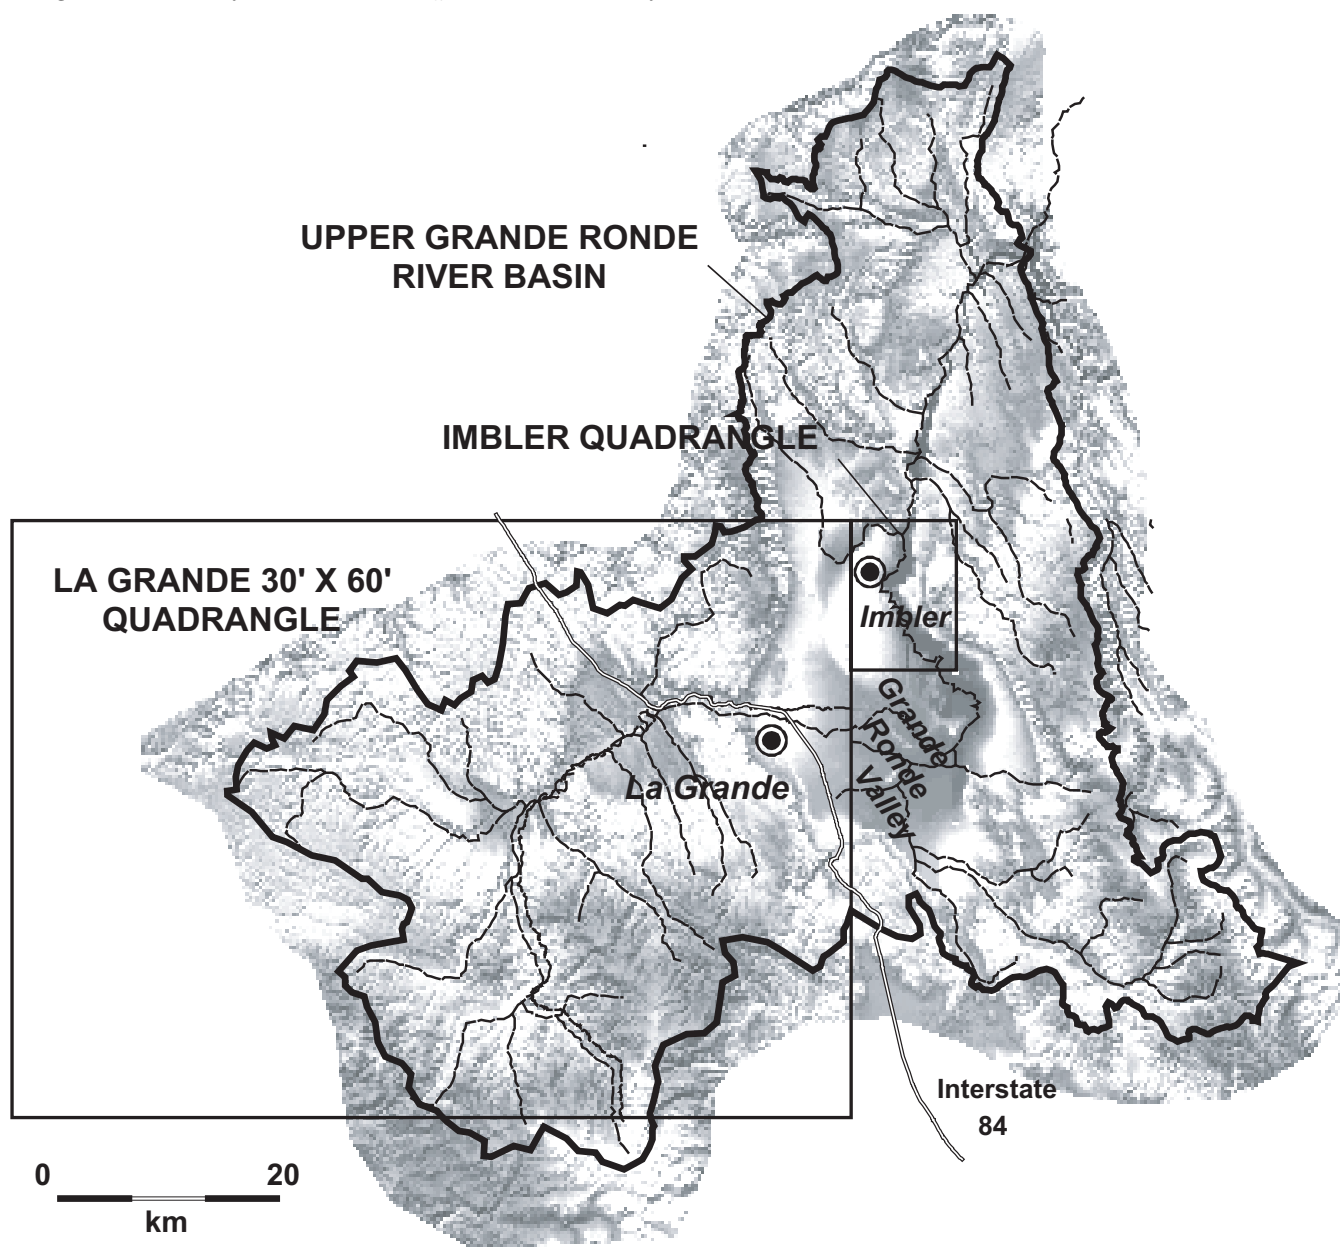 UPPER GRANDE RONDE
RIVER BASIN
IMBLER QUADRANGLE
LA GRANDE 30' X 60'
QUADRANGLE
Imbler
Grande
Ronde
Valley
La Grande
Interstate
84
0 20
km